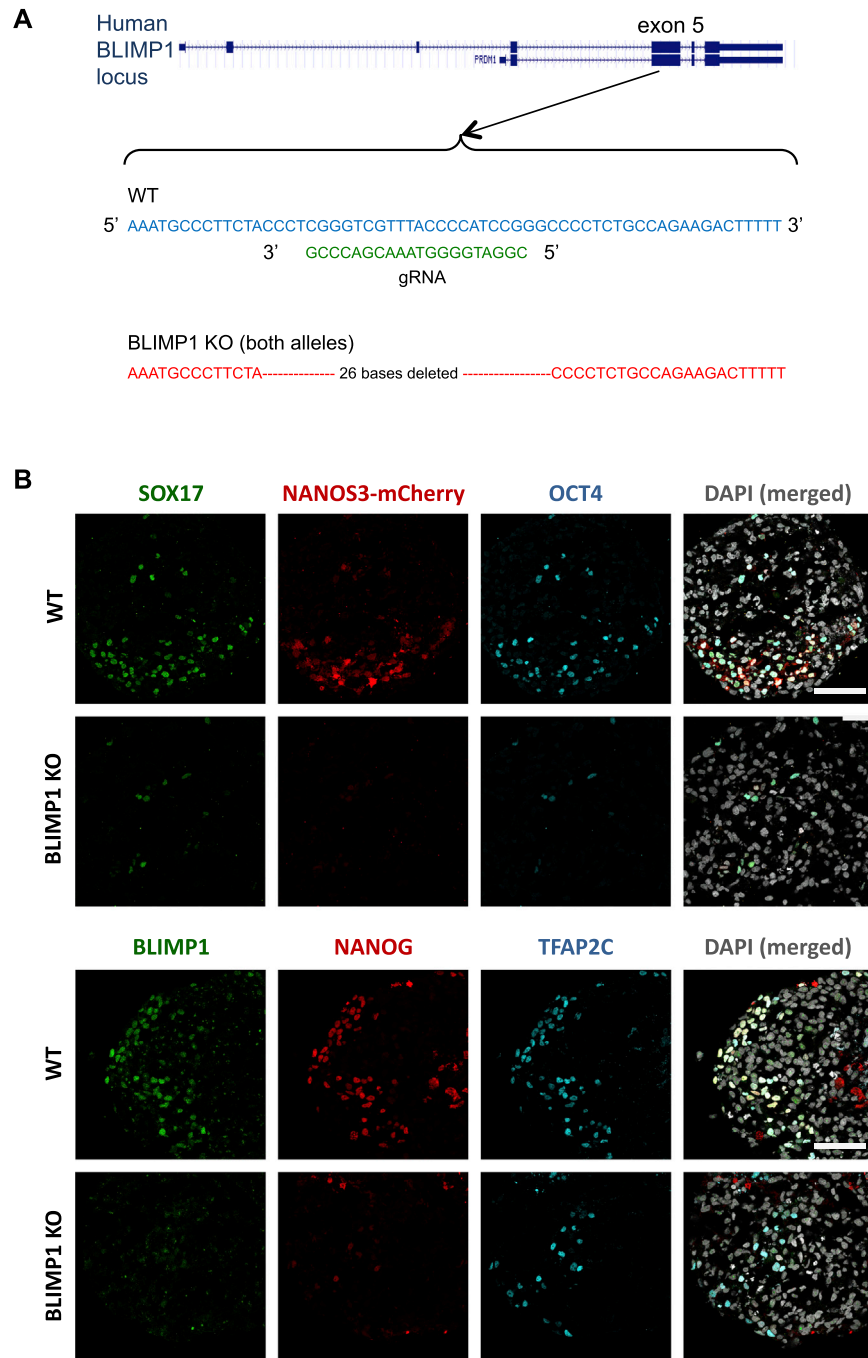 A
Human
BLIMP1
locus
exon 5
PRDM1
WT
5’ AAATGCCCTTCTACCCTCGGGTCGTTTACCCCATCCGGGCCCCTCTGCCAGAAGACTTTTT 3’
3’ GCCCAGCAAATGGGGTAGGC 5’
gRNA
BLIMP1 KO (both alleles)
AAATGCCCTTCTA-------------- 26 bases deleted -----------------CCCCTCTGCCAGAAGACTTTTT
B
SOX17 NANOS3-mCherry OCT4 DAPI (merged)
WT
BLIMP1 KO
BLIMP1 NANOG TFAP2C DAPI (merged)
WT
BLIMP1 KO